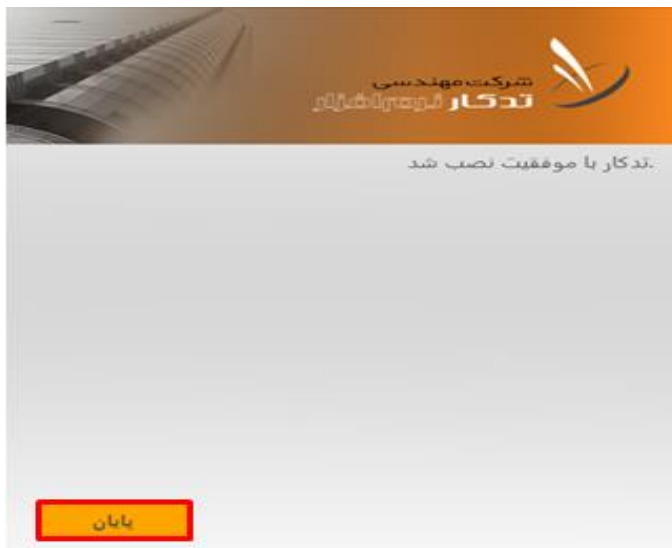 شرکت مهندسی
تدکار نرم‌افزار
تدکار با موفقیت نصب شد.
پایان